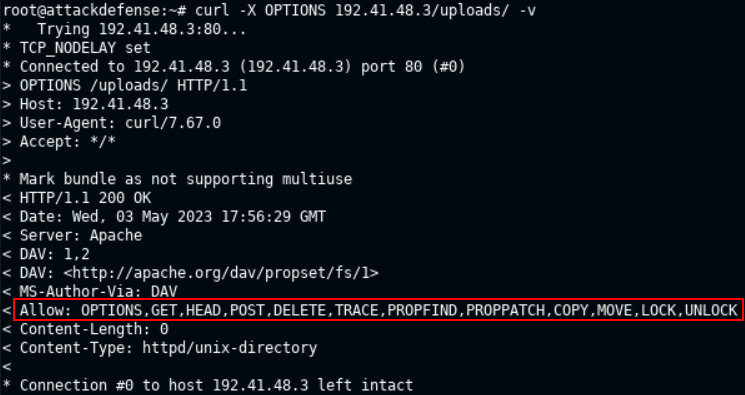 root@attackdefense:~# curl -X OPTIONS 192.41.48.3/uploads/ -v
*   Trying 192.41.48.3:80...
* TCP_NODELAY set
* Connected to 192.41.48.3 (192.41.48.3) port 80 (#0)
> OPTIONS /uploads/ HTTP/1.1
> Host: 192.41.48.3
> User-Agent: curl/7.67.0
> Accept: */*
>
* Mark bundle as not supporting multiuse
< HTTP/1.1 200 OK
< Date: Wed, 03 May 2023 17:56:29 GMT
< Server: Apache
< DAV: 1,2
< DAV: <http://apache.org/dav/propset/fs/1>
< MS-Author-Via: DAV
< Allow: OPTIONS,GET,HEAD,POST,DELETE,TRACE,PROPFIND,PROPPATCH,COPY,MOVE,LOCK,UNLOCK
< Content-Length: 0
< Content-Type: httpd/unix-directory
<
* Connection #0 to host 192.41.48.3 left intact